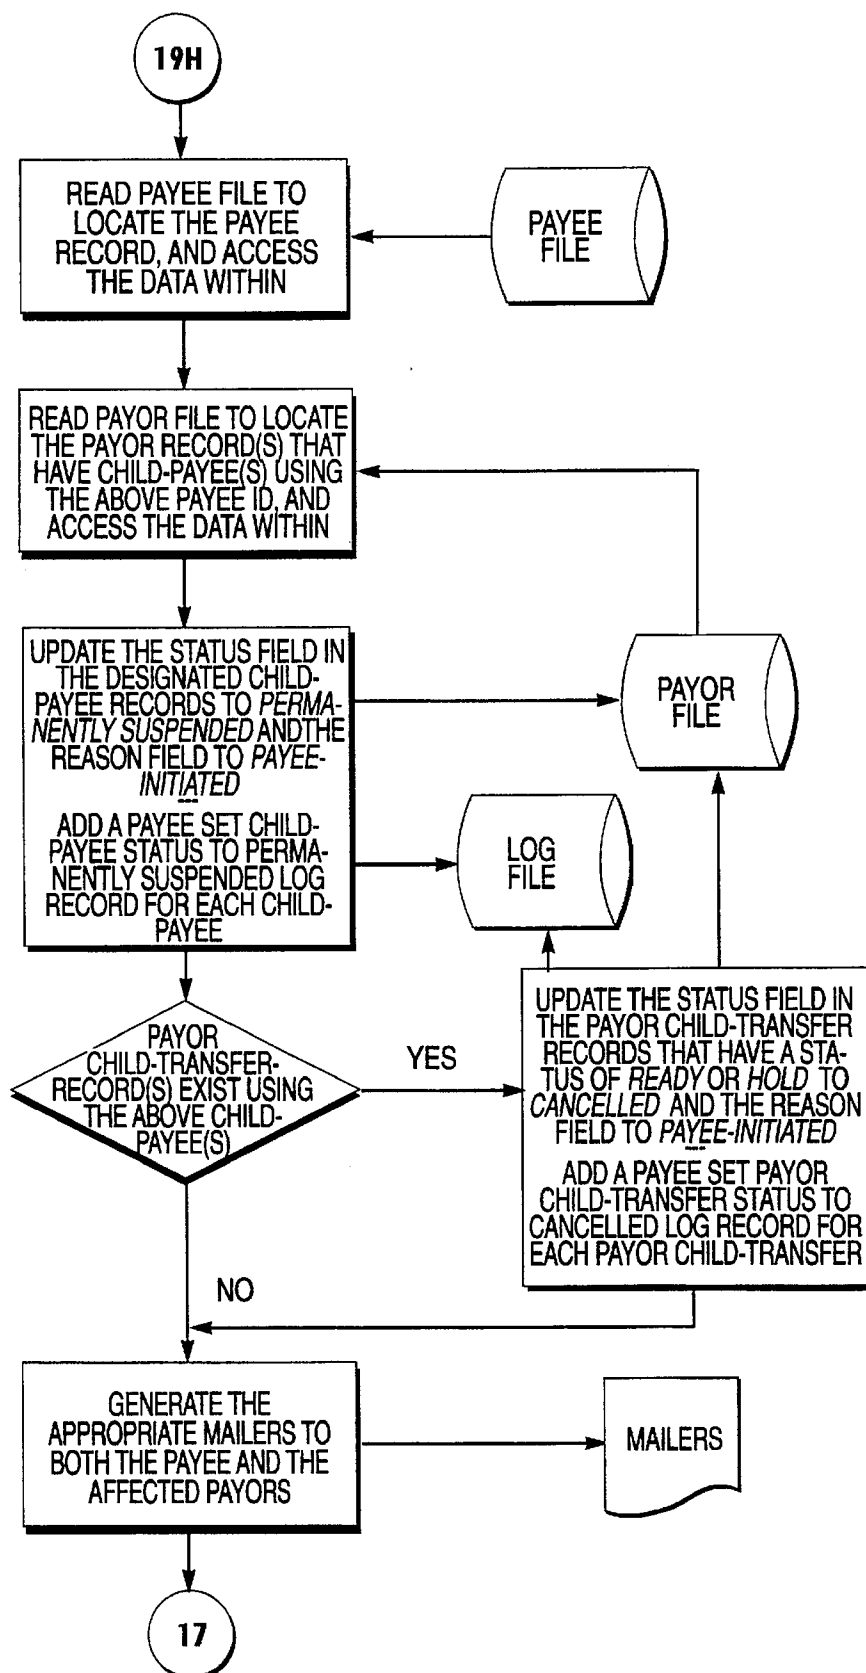 19H
READ PAYEE FILE TO
LOCATE THE PAYEE
RECORD, AND ACCESS
THE DATA WITHIN
PAYEE
FILE
READ PAYOR FILE TO LOCATE
THE PAYOR RECORD(S) THAT
HAVE CHILD-PAYEE(S) USING
THE ABOVE PAYEE ID, AND
ACCESS THE DATA WITHIN
UPDATE THE STATUS FIELD IN
THE DESIGNATED CHILD-
PAYEE RECORDS TO PERMA-
NENTLY SUSPENDED ANDTHE
REASON FIELD TO PAYEE-
INITIATED
---
ADD A PAYEE SET CHILD-
PAYEE STATUS TO PERMA-
NENTLY SUSPENDED LOG
RECORD FOR EACH CHILD-
PAYEE
PAYOR
FILE
LOG
FILE
PAYOR
CHILD-TRANSFER-
RECORD(S) EXIST USING
THE ABOVE CHILD-
PAYEE(S)
YES
UPDATE THE STATUS FIELD IN
THE PAYOR CHILD-TRANSFER
RECORDS THAT HAVE A STA-
TUS OF READY OR HOLD TO
CANCELLED AND THE REASON
FIELD TO PAYEE-INITIATED
---
ADD A PAYEE SET PAYOR
CHILD-TRANSFER STATUS TO
CANCELLED LOG RECORD FOR
EACH PAYOR CHILD-TRANSFER
NO
GENERATE THE
APPROPRIATE MAILERS TO
BOTH THE PAYEE AND THE
AFFECTED PAYORS
MAILERS
17